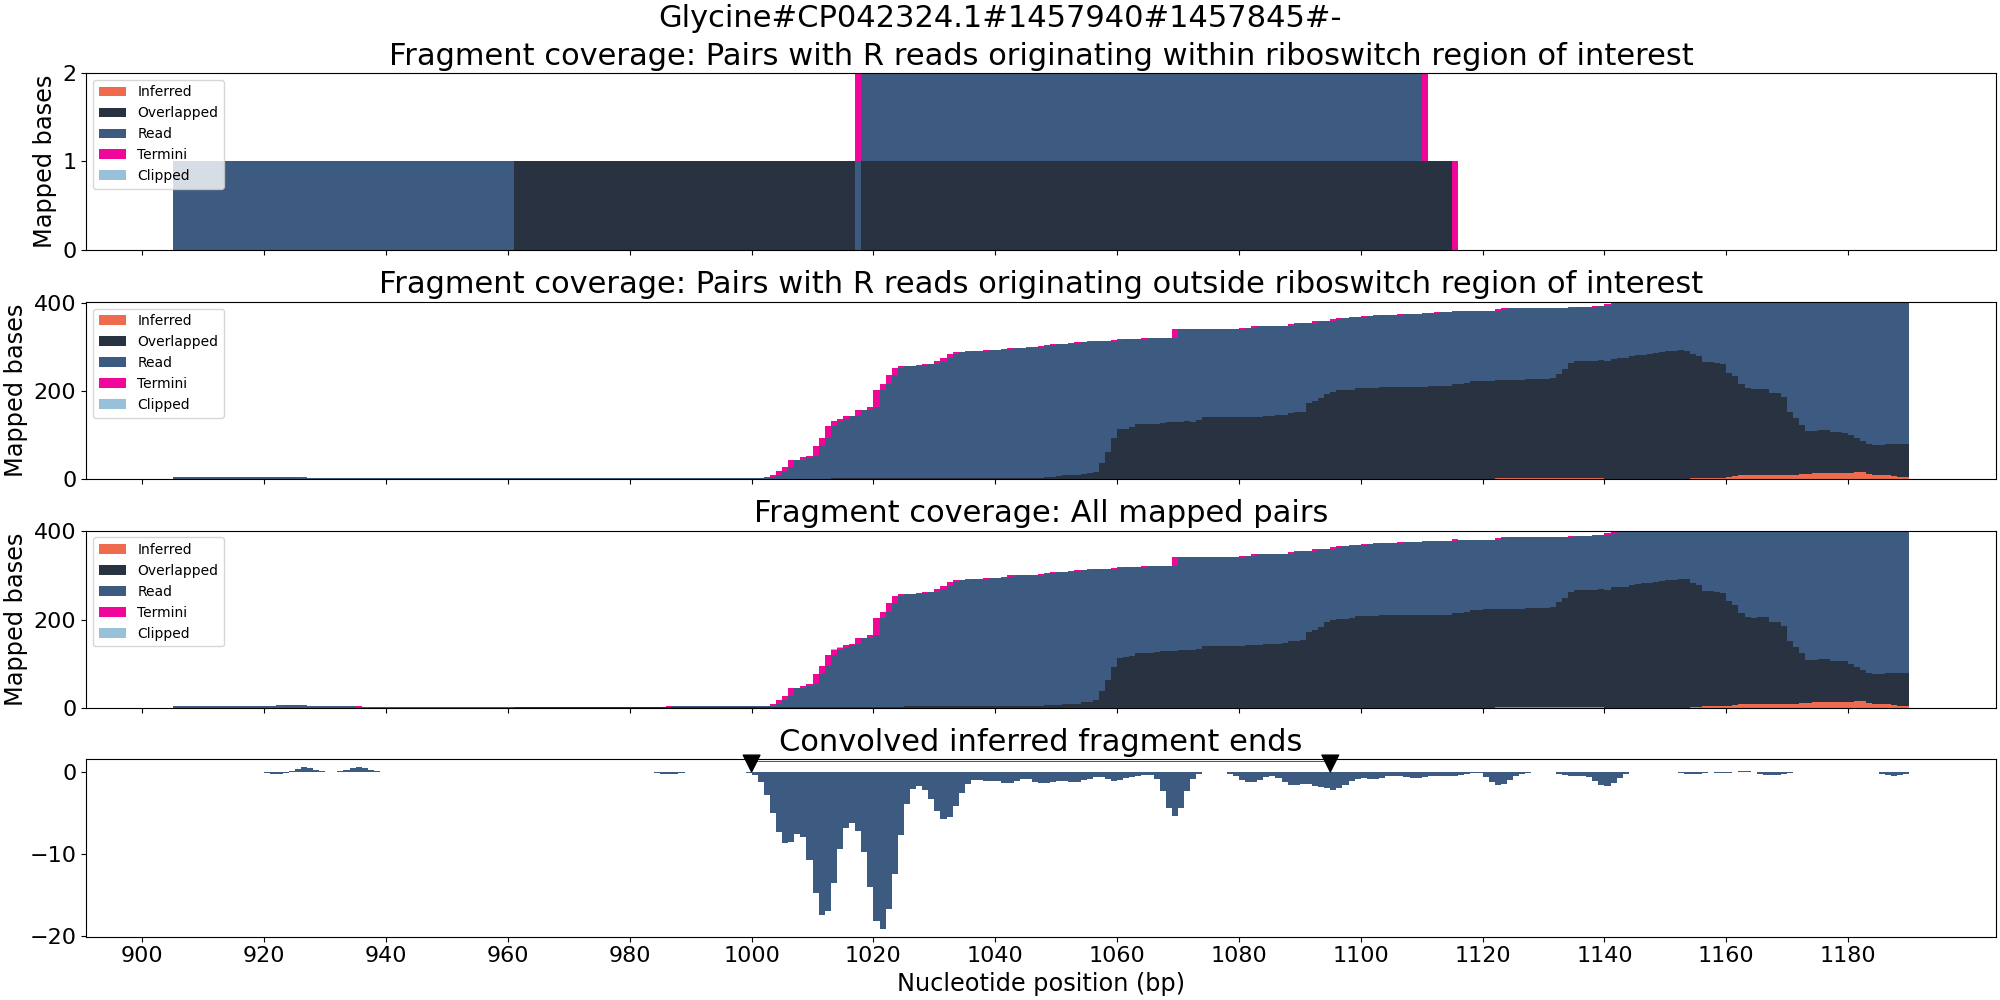 Glycine#CP042324.1#1457940#1457845#-
Fragment coverage: Pairs with R reads originating within riboswitch region of interest
Mapped bases
2
1
0
Inferred
Overlapped
Read
Termini
Clipped
Fragment coverage: Pairs with R reads originating outside riboswitch region of interest
Mapped bases
400
200
0
Inferred
Overlapped
Read
Termini
Clipped
Fragment coverage: All mapped pairs
Mapped bases
400
200
0
Inferred
Overlapped
Read
Termini
Clipped
Convolved inferred fragment ends
0
−10
−20
900 920 940 960 980 1000 1020 1040 1060 1080 1100 1120 1140 1160 1180
Nucleotide position (bp)